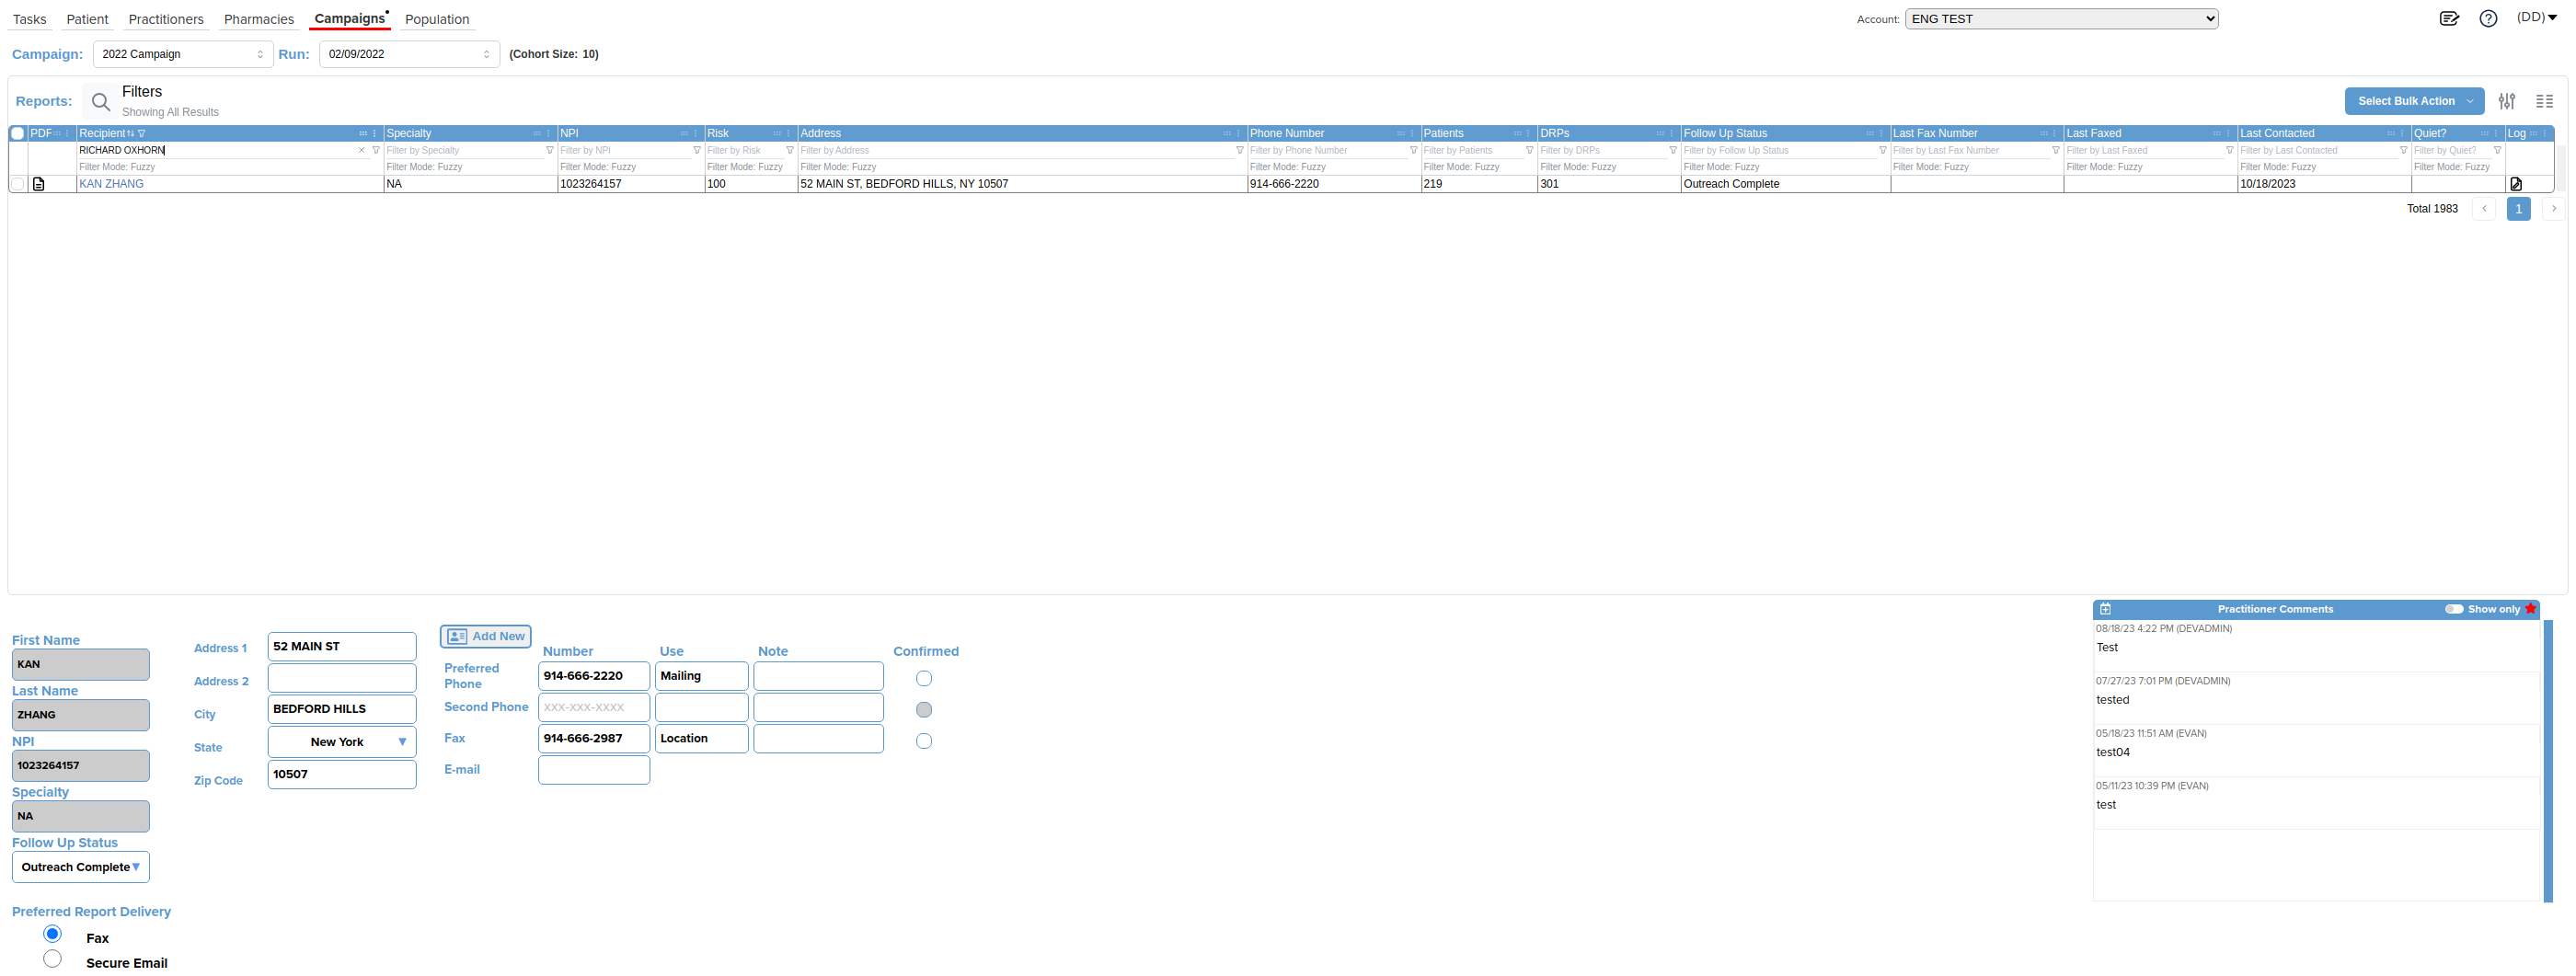 Tasks Patient Practitioners Pharmacies Campaigns Population Account: ENG TEST (DD)
Campaign: 2022 Campaign Run: 02/09/2022 (Cohort Size: 10)
Reports: Filters
Showing All Results
Select Bulk Action
PDF Recipient Specialty NPI Risk Address Phone Number Patients DRPs Follow Up Status Last Fax Number Last Faxed Last Contacted Quiet? Log
RICHARD OXHORN Filter by Specialty Filter by NPI Filter by Risk Filter by Address Filter by Phone Number Filter by Patients Filter by DRPs Filter by Follow Up Status Filter by Last Fax Number Filter by Last Faxed Filter by Last Contacted Filter by Quiet?
Filter Mode: Fuzzy Filter Mode: Fuzzy Filter Mode: Fuzzy Filter Mode: Fuzzy Filter Mode: Fuzzy Filter Mode: Fuzzy Filter Mode: Fuzzy Filter Mode: Fuzzy Filter Mode: Fuzzy Filter Mode: Fuzzy Filter Mode: Fuzzy Filter Mode: Fuzzy Filter Mode: Fuzzy
KAN ZHANG NA 1023264157 100 52 MAIN ST, BEDFORD HILLS, NY 10507 914-666-2220 219 301 Outreach Complete 10/18/2023
Total 1983 1
First Name
KAN
Last Name
ZHANG
NPI
1023264157
Specialty
NA
Follow Up Status
Outreach Complete
Preferred Report Delivery
Fax
Secure Email
Address 1 52 MAIN ST
Address 2
City BEDFORD HILLS
State New York
Zip Code 10507
Add New
Number Use Note Confirmed
Preferred Phone 914-666-2220 Mailing
Second Phone XXX-XXX-XXXX
Fax 914-666-2987 Location
E-mail
Practitioner Comments Show only
08/18/23 4:22 PM (DEVADMIN)
Test
07/27/23 7:01 PM (DEVADMIN)
tested
05/18/23 11:51 AM (EVAN)
test04
05/11/23 10:39 PM (EVAN)
test